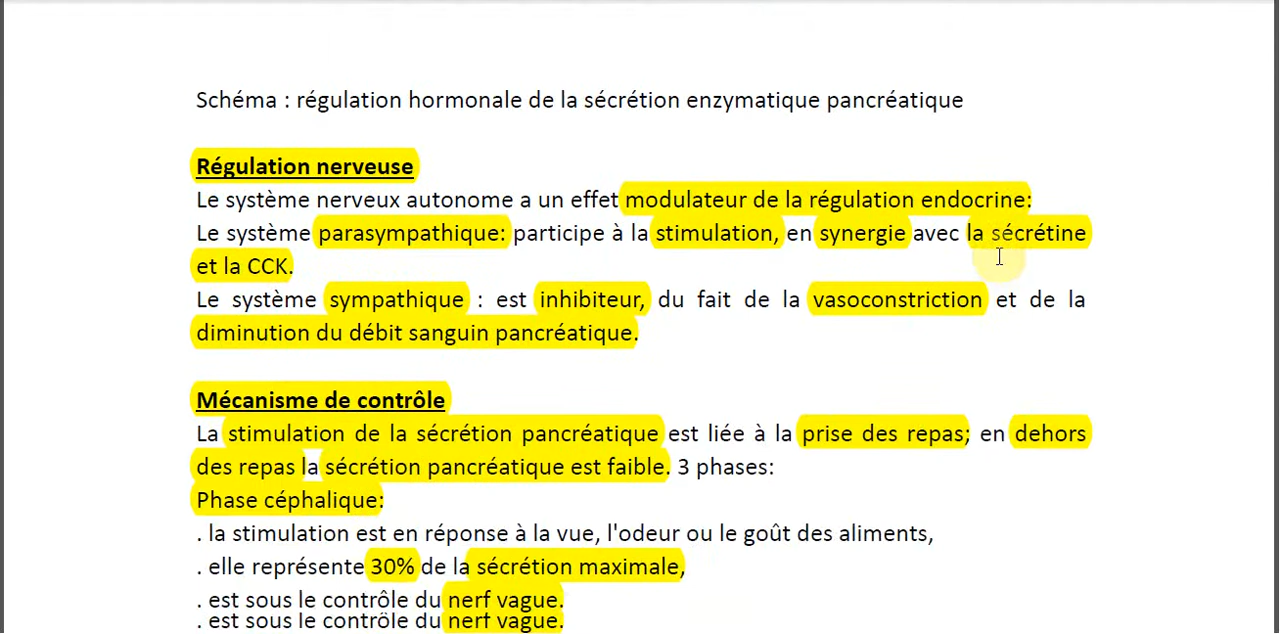 Schéma : régulation hormonale de la sécrétion enzymatique pancréatique
Régulation nerveuse
Le système nerveux autonome a un effet modulateur de la régulation endocrine:
Le système parasympathique: participe à la stimulation, en synergie avec la sécrétine
et la CCK.
Le système sympathique : est inhibiteur, du fait de la vasoconstriction et de la
diminution du débit sanguin pancréatique.
Mécanisme de contrôle
La stimulation de la sécrétion pancréatique est liée à la prise des repas; en dehors
des repas la sécrétion pancréatique est faible. 3 phases:
Phase céphalique:
. la stimulation est en réponse à la vue, l'odeur ou le goût des aliments,
. elle représente 30% de la sécrétion maximale,
. est sous le contrôle du nerf vague.
. est sous le contrôle du nerf vague.